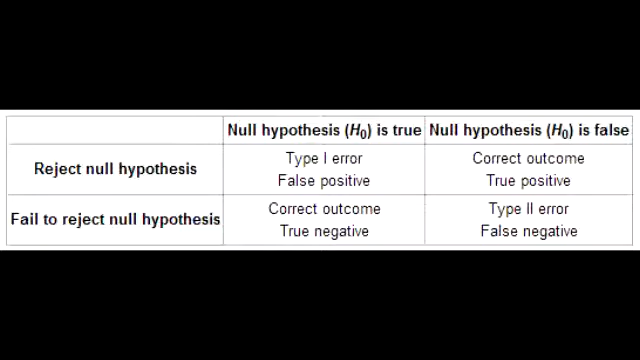 Null hypothesis (H0) is true Null hypothesis (H0) is false
Reject null hypothesis
Type I error
False positive
Correct outcome
True positive
Fail to reject null hypothesis
Correct outcome
True negative
Type II error
False negative